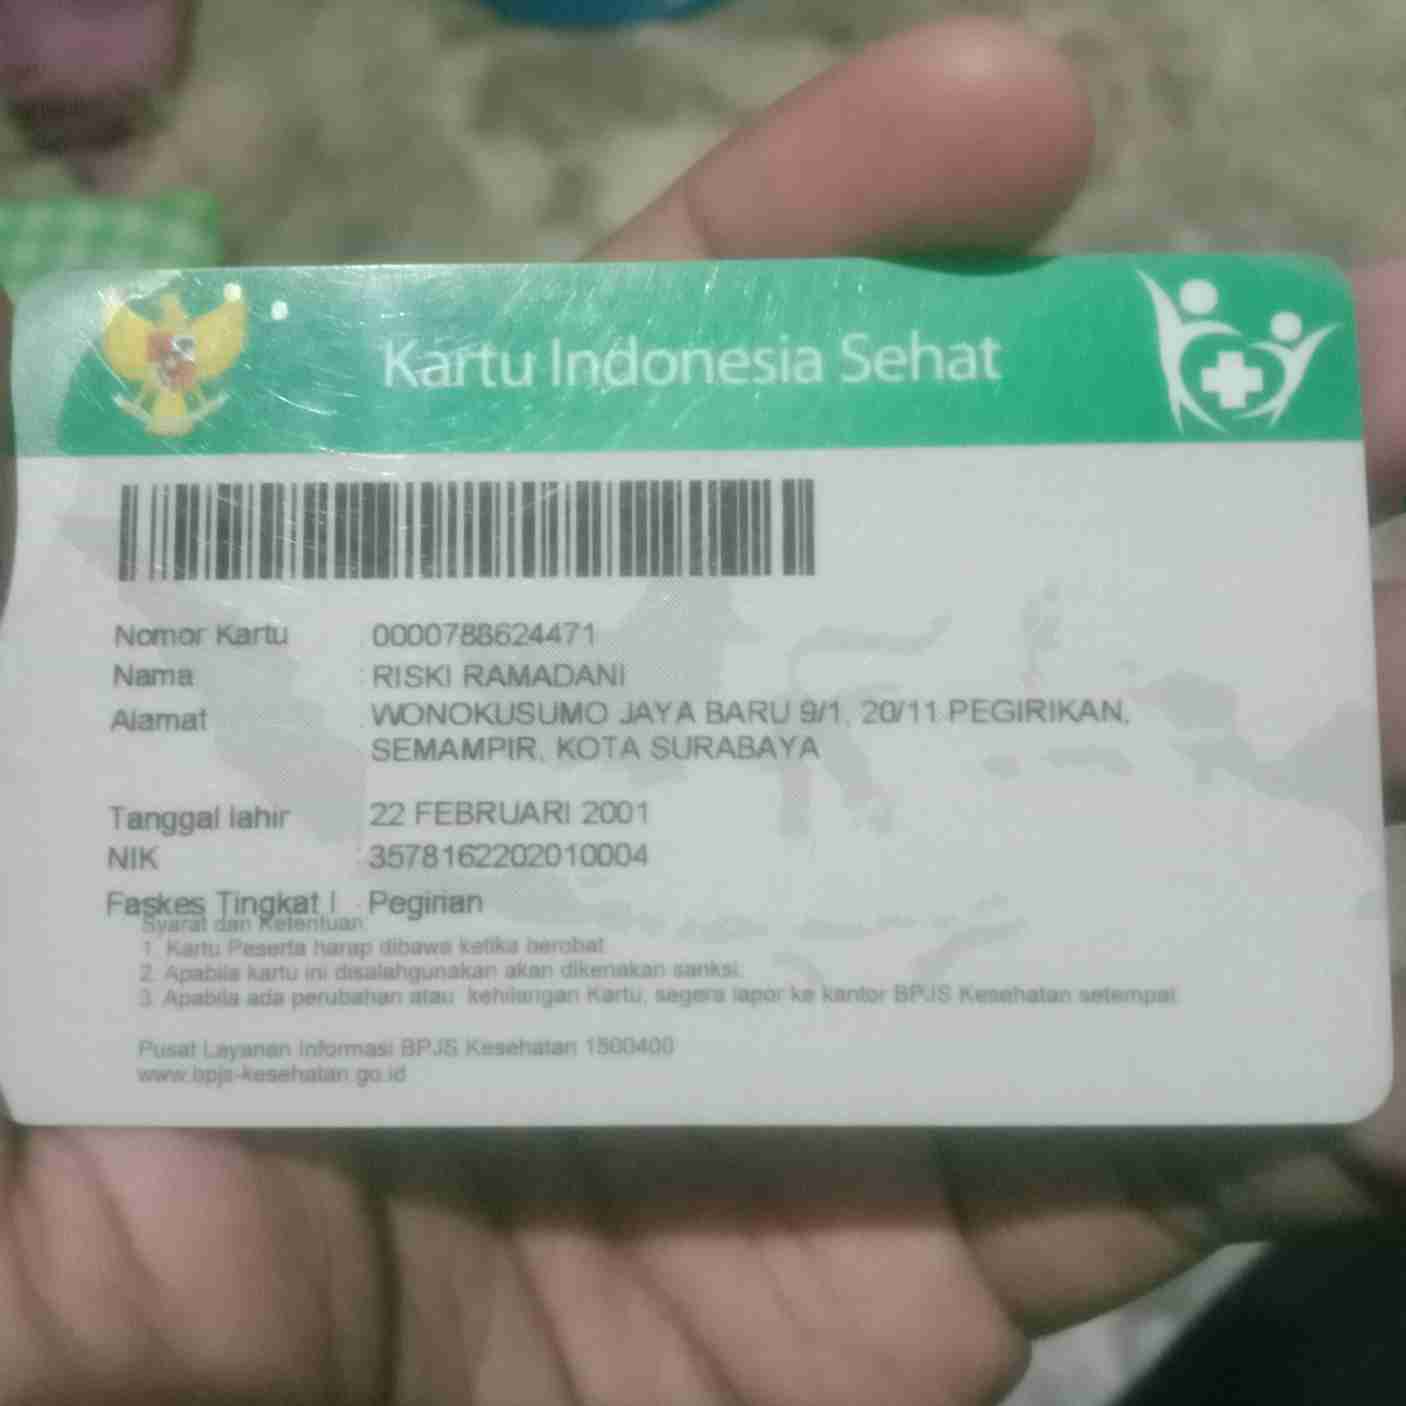 Kartu Indonesia Sehat
Nomor Kartu : 0000788624471
Nama : RISKI RAMADANI
Alamat : WONOKUSUMO JAYA BARU 9/1, 20/11 PEGIRIKAN,
SEMAMPIR, KOTA SURABAYA
Tanggal lahir : 22 FEBRUARI 2001
NIK : 3578162202010004
Faskes Tingkat I : Pegirian
Syarat dan Ketentuan:
1. Kartu Peserta harap dibawa ketika berobat
2. Apabila kartu ini disalahgunakan akan dikenakan sanksi.
3. Apabila ada perubahan atau kehilangan Kartu, segera lapor ke kantor BPJS Kesehatan setempat.
Pusat Layanan Informasi BPJS Kesehatan 1500400
www.bpjs-kesehatan.go.id